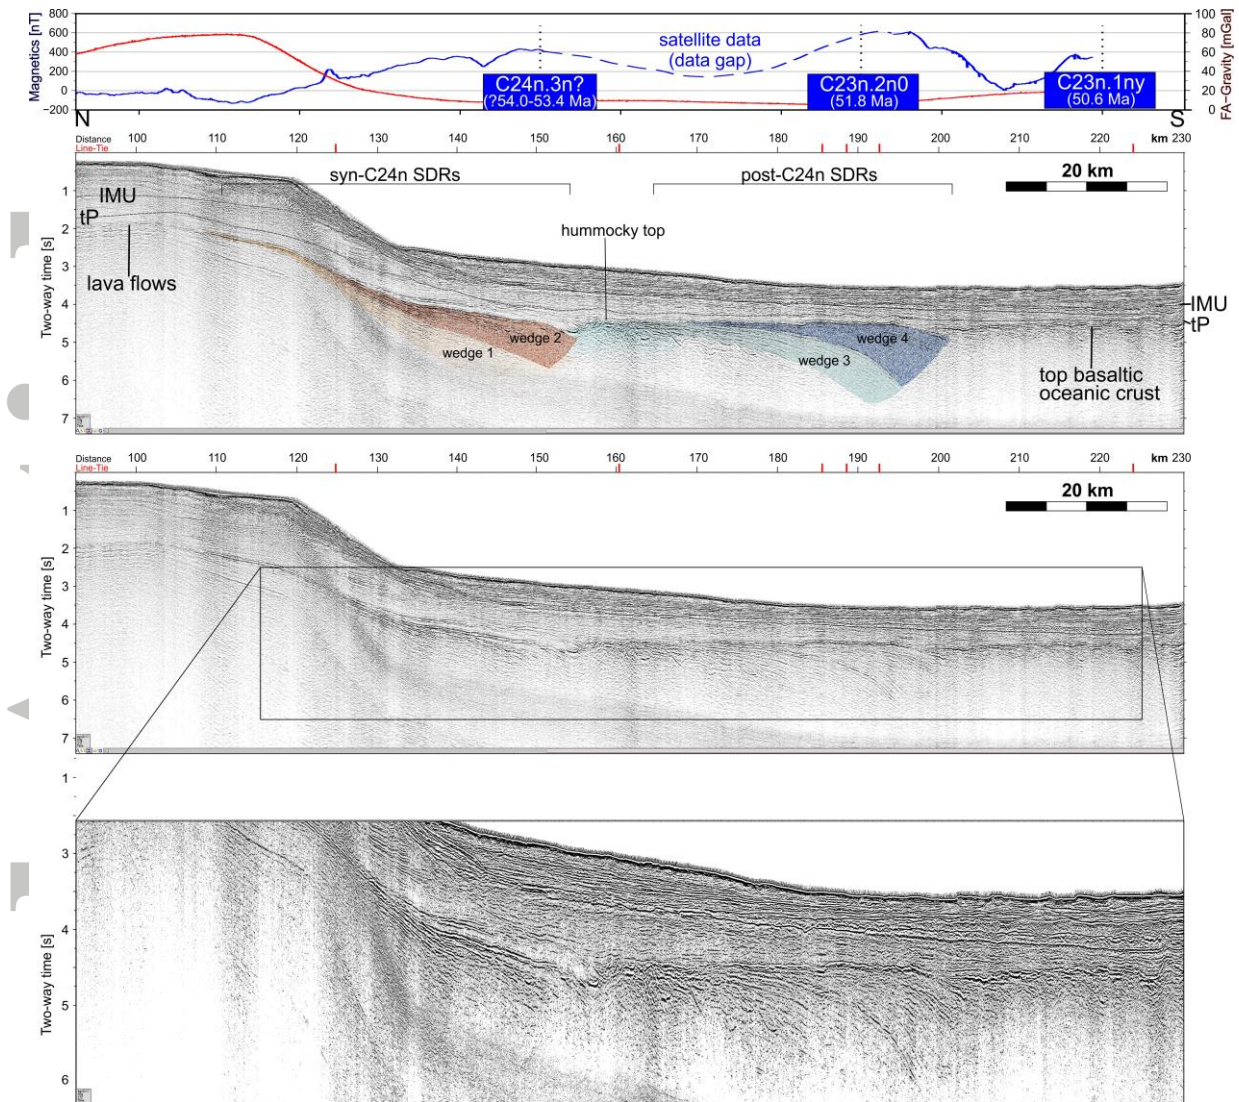 800
600
400
200
0
−200
Magnetics [nT]
100
80
60
40
20
0
FA-Gravity [mGal]
satellite data
(data gap)
C24n.3n?
(?54.0-53.4 Ma)
C23n.2n0
(51.8 Ma)
C23n.1ny
(50.6 Ma)
N
S
Distance 100 110 120 130 140 150 160 170 180 190 200 210 220 km 230
Line-Tie
syn-C24n SDRs
post-C24n SDRs
20 km
IMU
tP
lava flows
hummocky top
wedge 1
wedge 2
wedge 3
wedge 4
IMU
tP
top basaltic
oceanic crust
Two-way time [s]
1
2
3
4
5
6
7
Distance 100 110 120 130 140 150 160 170 180 190 200 210 220 km 230
Line-Tie
20 km
Two-way time [s]
1
2
3
4
5
6
7
1
Two-way time [s]
3
4
5
6